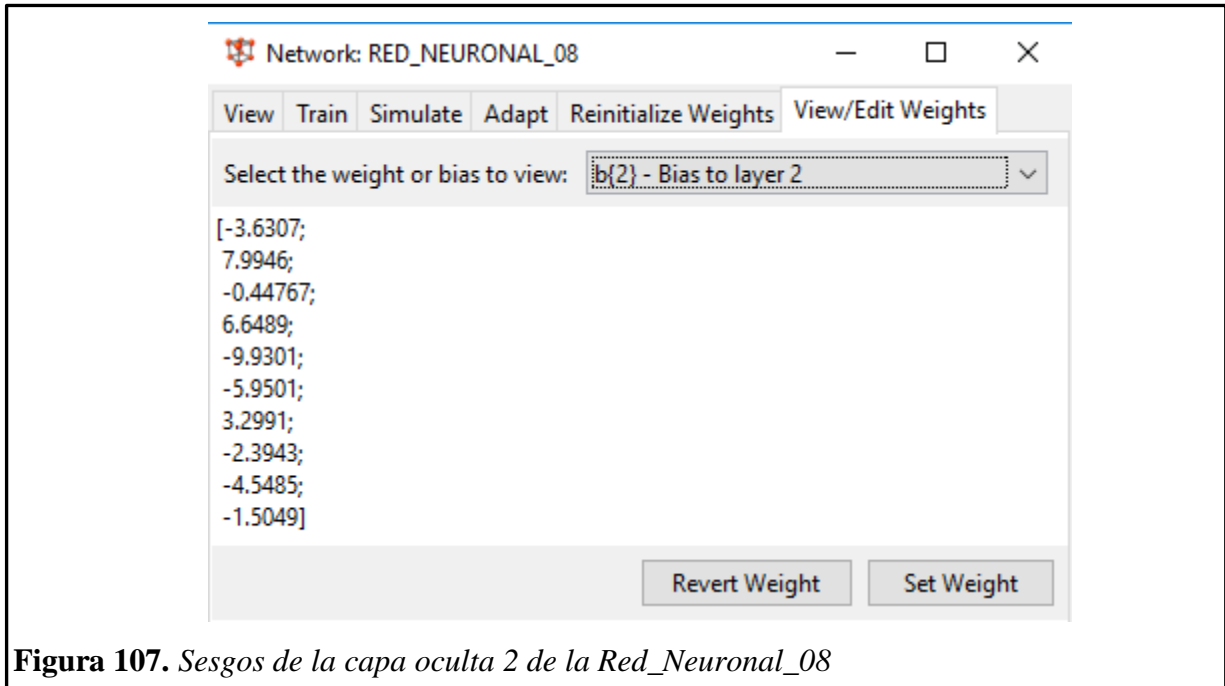 Network: RED_NEURONAL_08
View Train Simulate Adapt Reinitialize Weights View/Edit Weights
Select the weight or bias to view: b{2} - Bias to layer 2
[-3.6307;
7.9946;
-0.44767;
6.6489;
-9.9301;
-5.9501;
3.2991;
-2.3943;
-4.5485;
-1.5049]
Revert Weight Set Weight
Figura 107. Sesgos de la capa oculta 2 de la Red_Neuronal_08